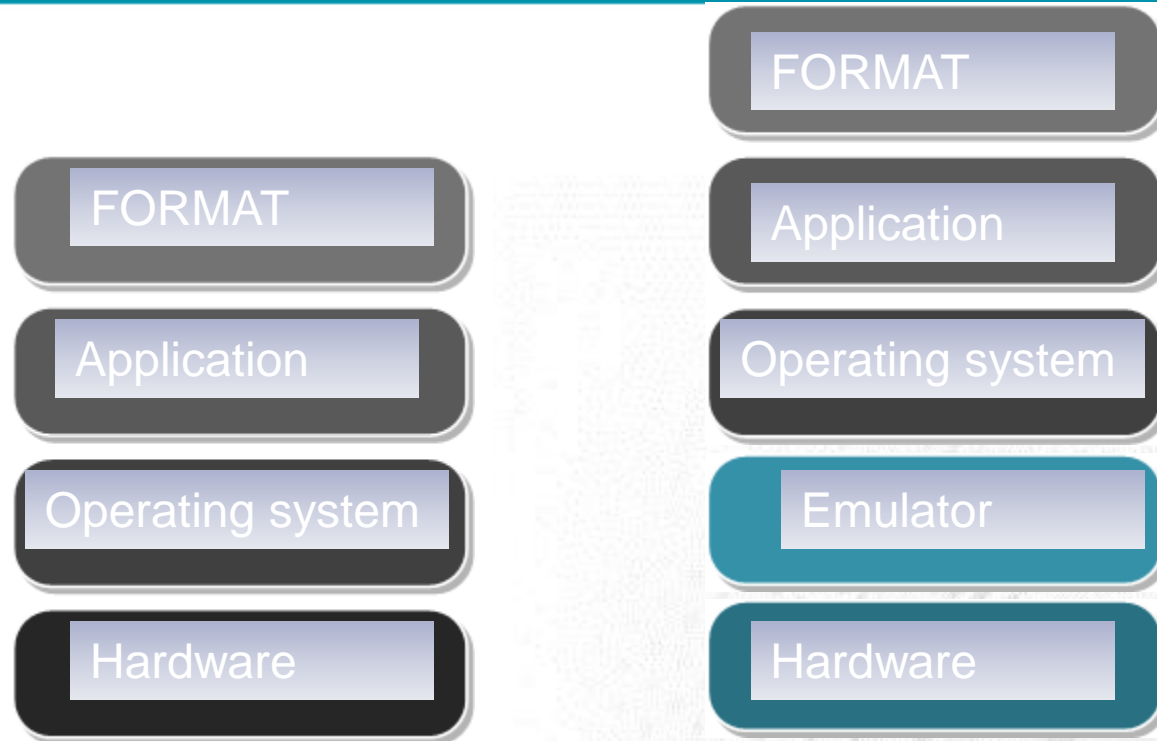 FORMAT
Application
Operating system
Hardware
FORMAT
Application
Operating system
Emulator
Hardware